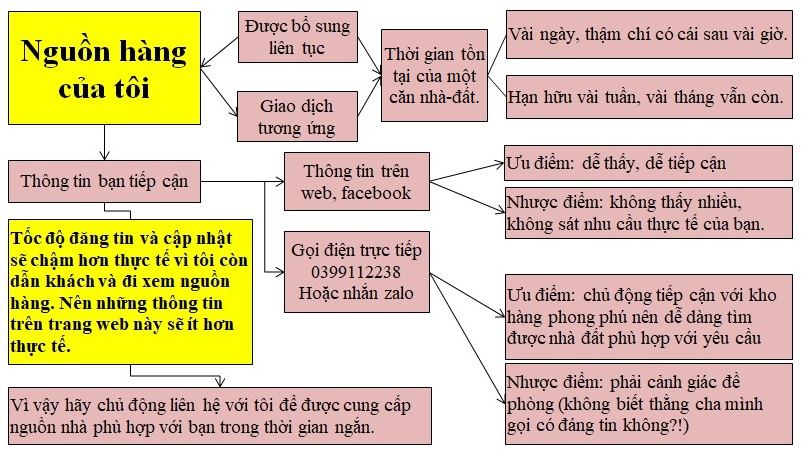 Nguồn hàng
của tôi
Được bổ sung
liên tục
Giao dịch
tương ứng
Thời gian tồn
tại của một
căn nhà-đất.
Vài ngày, thậm chí có cái sau vài giờ.
Hạn hữu vài tuần, vài tháng vẫn còn.
Thông tin bạn tiếp cận
Thông tin trên
web, facebook
Ưu điểm: dễ thấy, dễ tiếp cận
Nhược điểm: không thấy nhiều,
không sát nhu cầu thực tế của bạn.
Tốc độ đăng tin và cập nhật
sẽ chậm hơn thực tế vì tôi còn
dẫn khách và đi xem nguồn
hàng. Nên những thông tin
trên trang web này sẽ ít hơn
thực tế.
Gọi điện trực tiếp
0399112238
Hoặc nhắn zalo
Ưu điểm: chủ động tiếp cận với kho
hàng phong phú nên dễ dàng tìm
được nhà đất phù hợp với yêu cầu
Nhược điểm: phải cảnh giác đề
phòng (không biết thằng cha mình
gọi có đáng tin không?!)
Vì vậy hãy chủ động liên hệ với tôi để được cung cấp
nguồn nhà phù hợp với bạn trong thời gian ngắn.